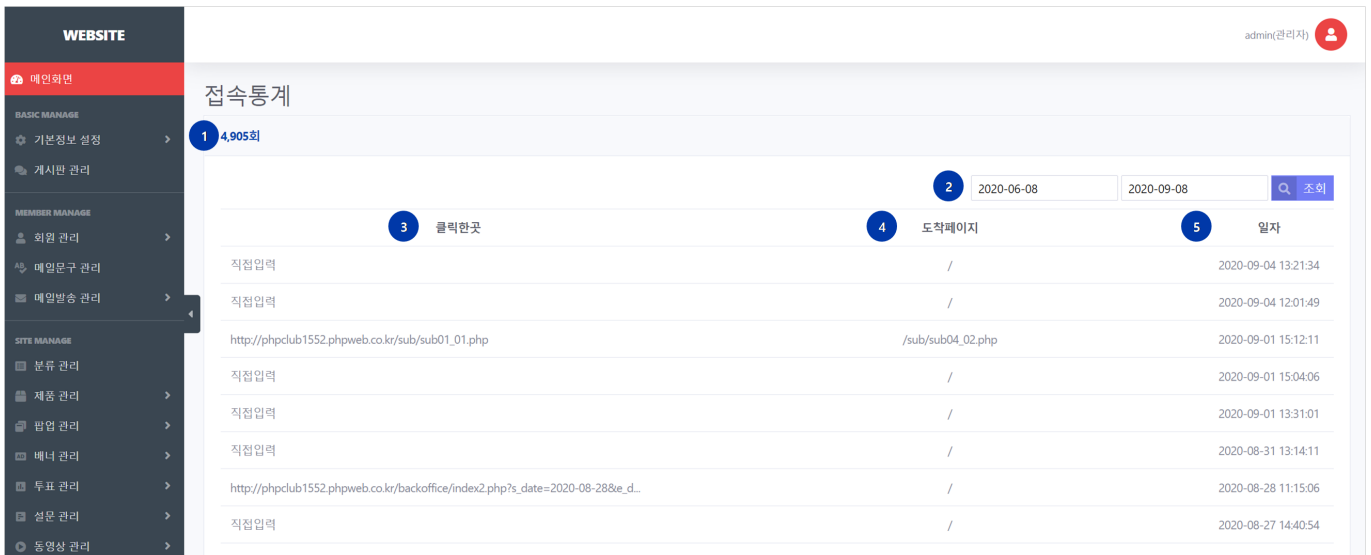 WEBSITE
admin(관리자)
메인화면
BASIC MANAGE
기본정보 설정
게시판 관리
MEMBER MANAGE
회원 관리
메일문구 관리
메일발송 관리
SITE MANAGE
분류 관리
제품 관리
팝업 관리
배너 관리
투표 관리
설문 관리
동영상 관리
접속통계
1 4,905회
2 2020-06-08 2020-09-08 조회
3 클릭한곳 4 도착페이지 5 일자
직접입력 / 2020-09-04 13:21:34
직접입력 / 2020-09-04 12:01:49
http://phpclub1552.phpweb.co.kr/sub/sub01_01.php /sub/sub04_02.php 2020-09-01 15:12:11
직접입력 / 2020-09-01 15:04:06
직접입력 / 2020-09-01 13:31:01
직접입력 / 2020-08-31 13:14:11
http://phpclub1552.phpweb.co.kr/backoffice/index2.php?s_date=2020-08-28&e_d... / 2020-08-28 11:15:06
직접입력 / 2020-08-27 14:40:54